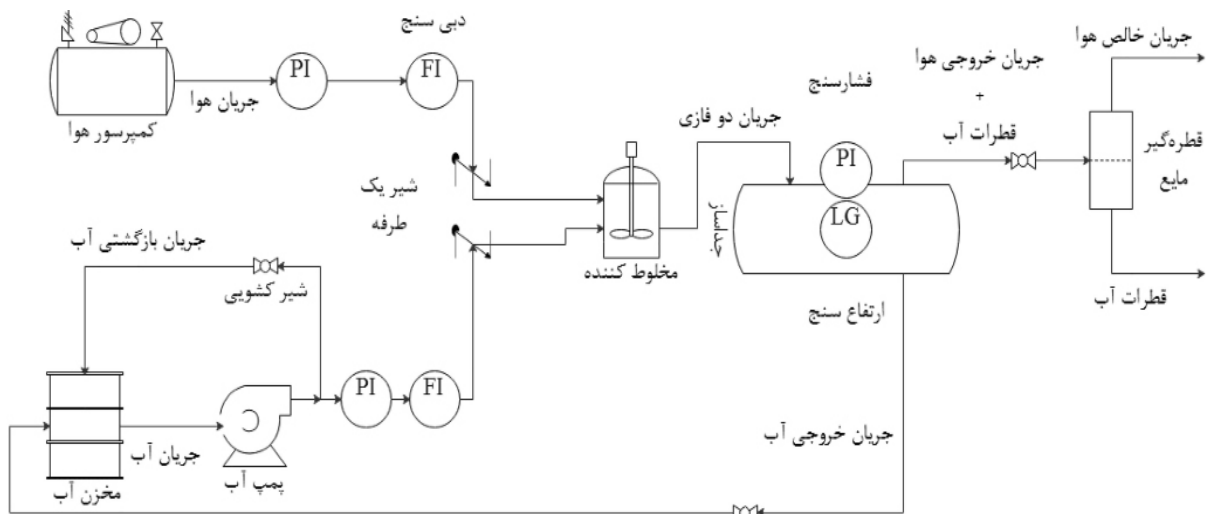 دبی سنج
PI
FI
جریان هوا
کمپرسور هوا
شیر یک
طرفه
جریان بازگشتی آب
شیر کشویی
PI
FI
جریان آب
مخزن آب
پمپ آب
مخلوط کننده
جریان دو فازی
جداساز
فشارسنج
PI
LG
ارتفاع سنج
جریان خروجی آب
جریان خروجی هوا
+
قطرات آب
جریان خالص هوا
قطره‌گیر
مایع
قطرات آب